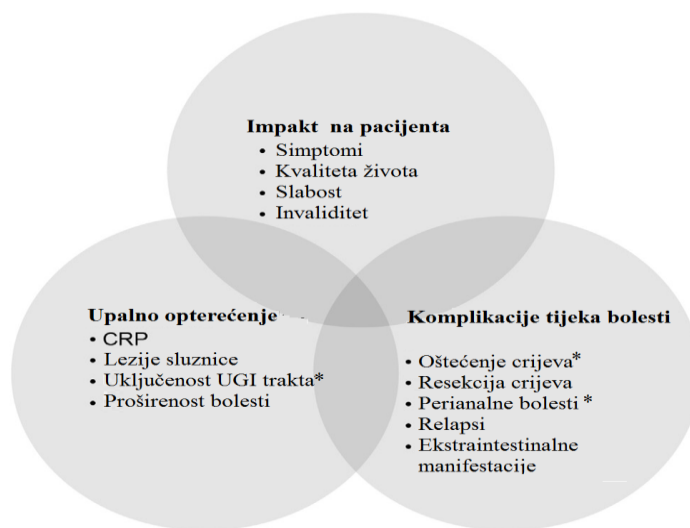 Impakt na pacijenta
• Simptomi
• Kvaliteta života
• Slabost
• Invaliditet
Upalno opterećenje
• CRP
• Lezije sluznice
• Uključenost UGI trakta*
• Proširenost bolesti
Komplikacije tijeka bolesti
• Oštećenje crijeva*
• Resekcija crijeva
• Perianalne bolesti *
• Relapsi
• Ekstraintestinalne
manifestacije